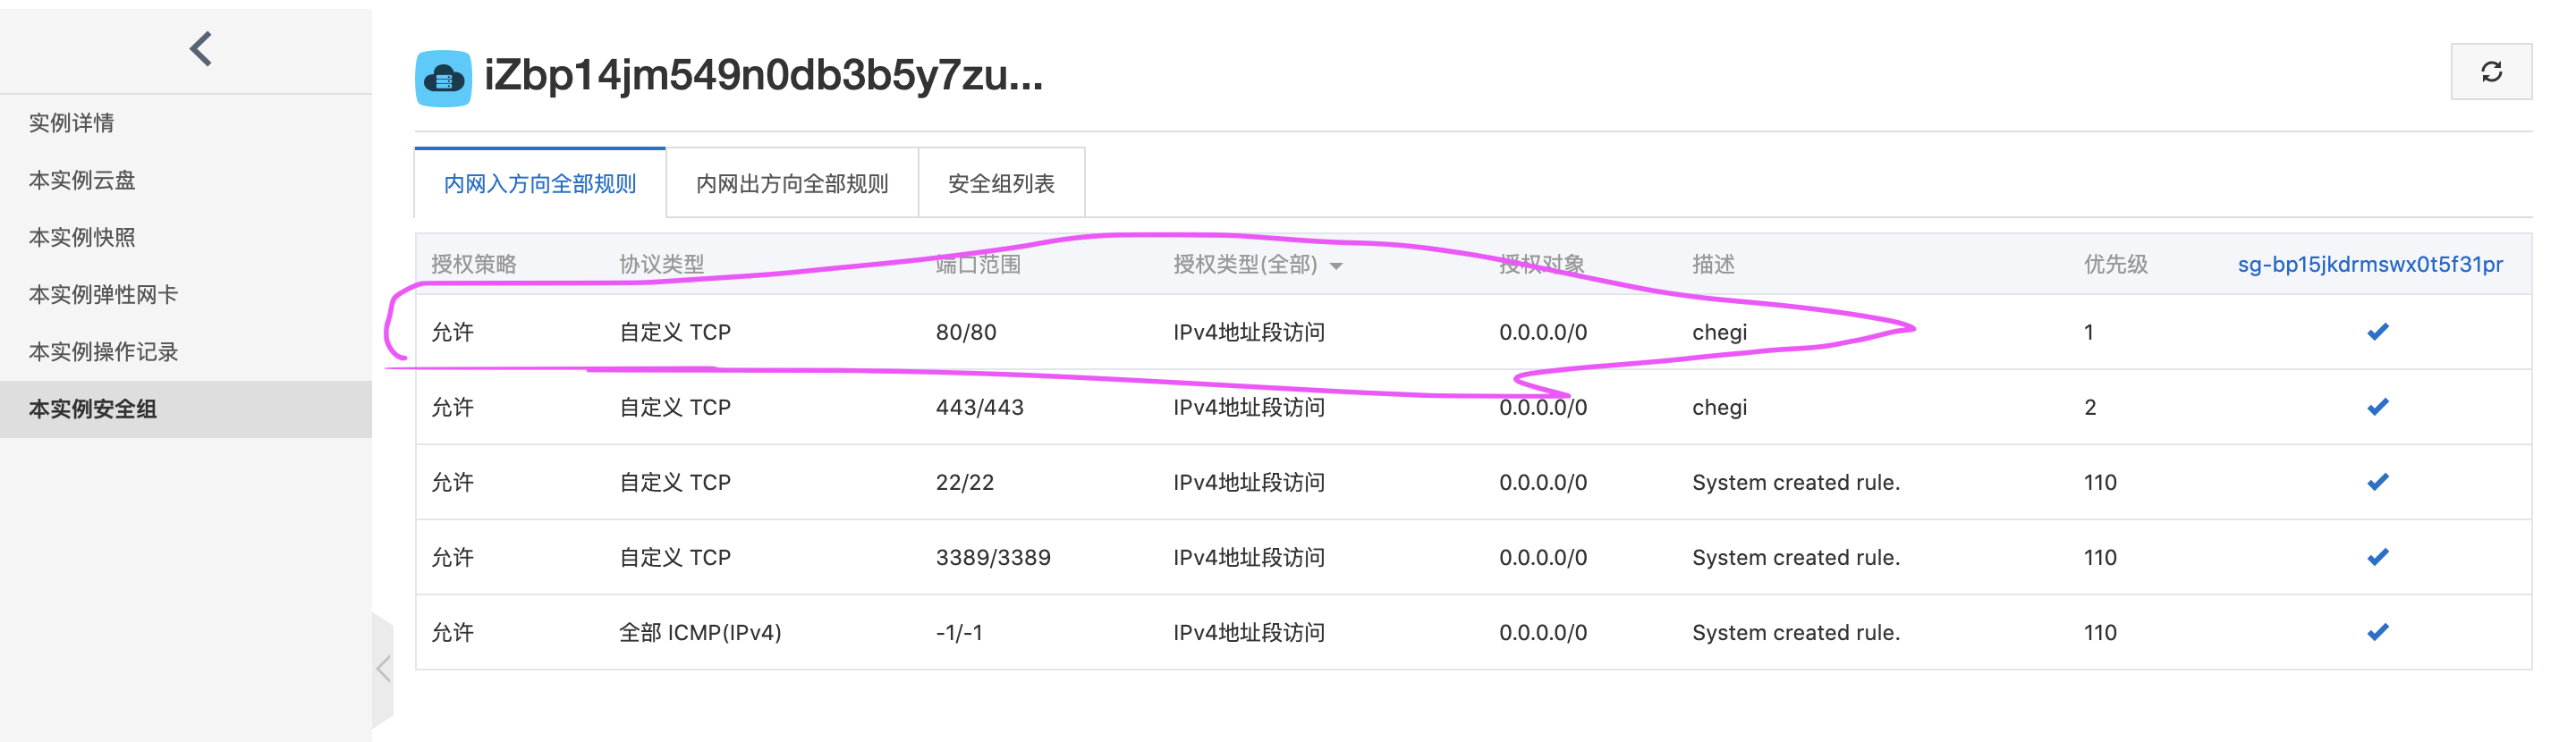 iZbp14jm549n0db3b5y7zu...
实例详情
本实例云盘
本实例快照
本实例弹性网卡
本实例操作记录
本实例安全组
内网入方向全部规则 内网出方向全部规则 安全组列表
授权策略 协议类型 端口范围 授权类型(全部) 授权对象 描述 优先级 sg-bp15jkdrmswx0t5f31pr
允许 自定义 TCP 80/80 IPv4地址段访问 0.0.0.0/0 chegi 1
允许 自定义 TCP 443/443 IPv4地址段访问 0.0.0.0/0 chegi 2
允许 自定义 TCP 22/22 IPv4地址段访问 0.0.0.0/0 System created rule. 110
允许 自定义 TCP 3389/3389 IPv4地址段访问 0.0.0.0/0 System created rule. 110
允许 全部 ICMP(IPv4) -1/-1 IPv4地址段访问 0.0.0.0/0 System created rule. 110